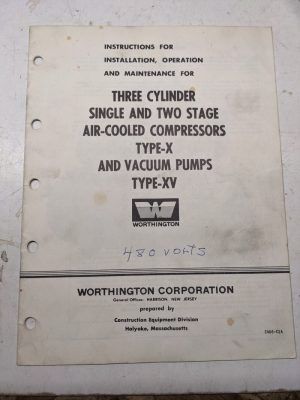 INSTRUCTIONS FOR
INSTALLATION, OPERATION
AND MAINTENANCE FOR
THREE CYLINDER
SINGLE AND TWO STAGE
AIR-COOLED COMPRESSORS
TYPE-X
AND VACUUM PUMPS
TYPE-XV
W
WORTHINGTON
480 VOLTS
WORTHINGTON CORPORATION
General Offices: HARRISON, NEW JERSEY
prepared by
Construction Equipment Division
Holyoke, Massachusetts